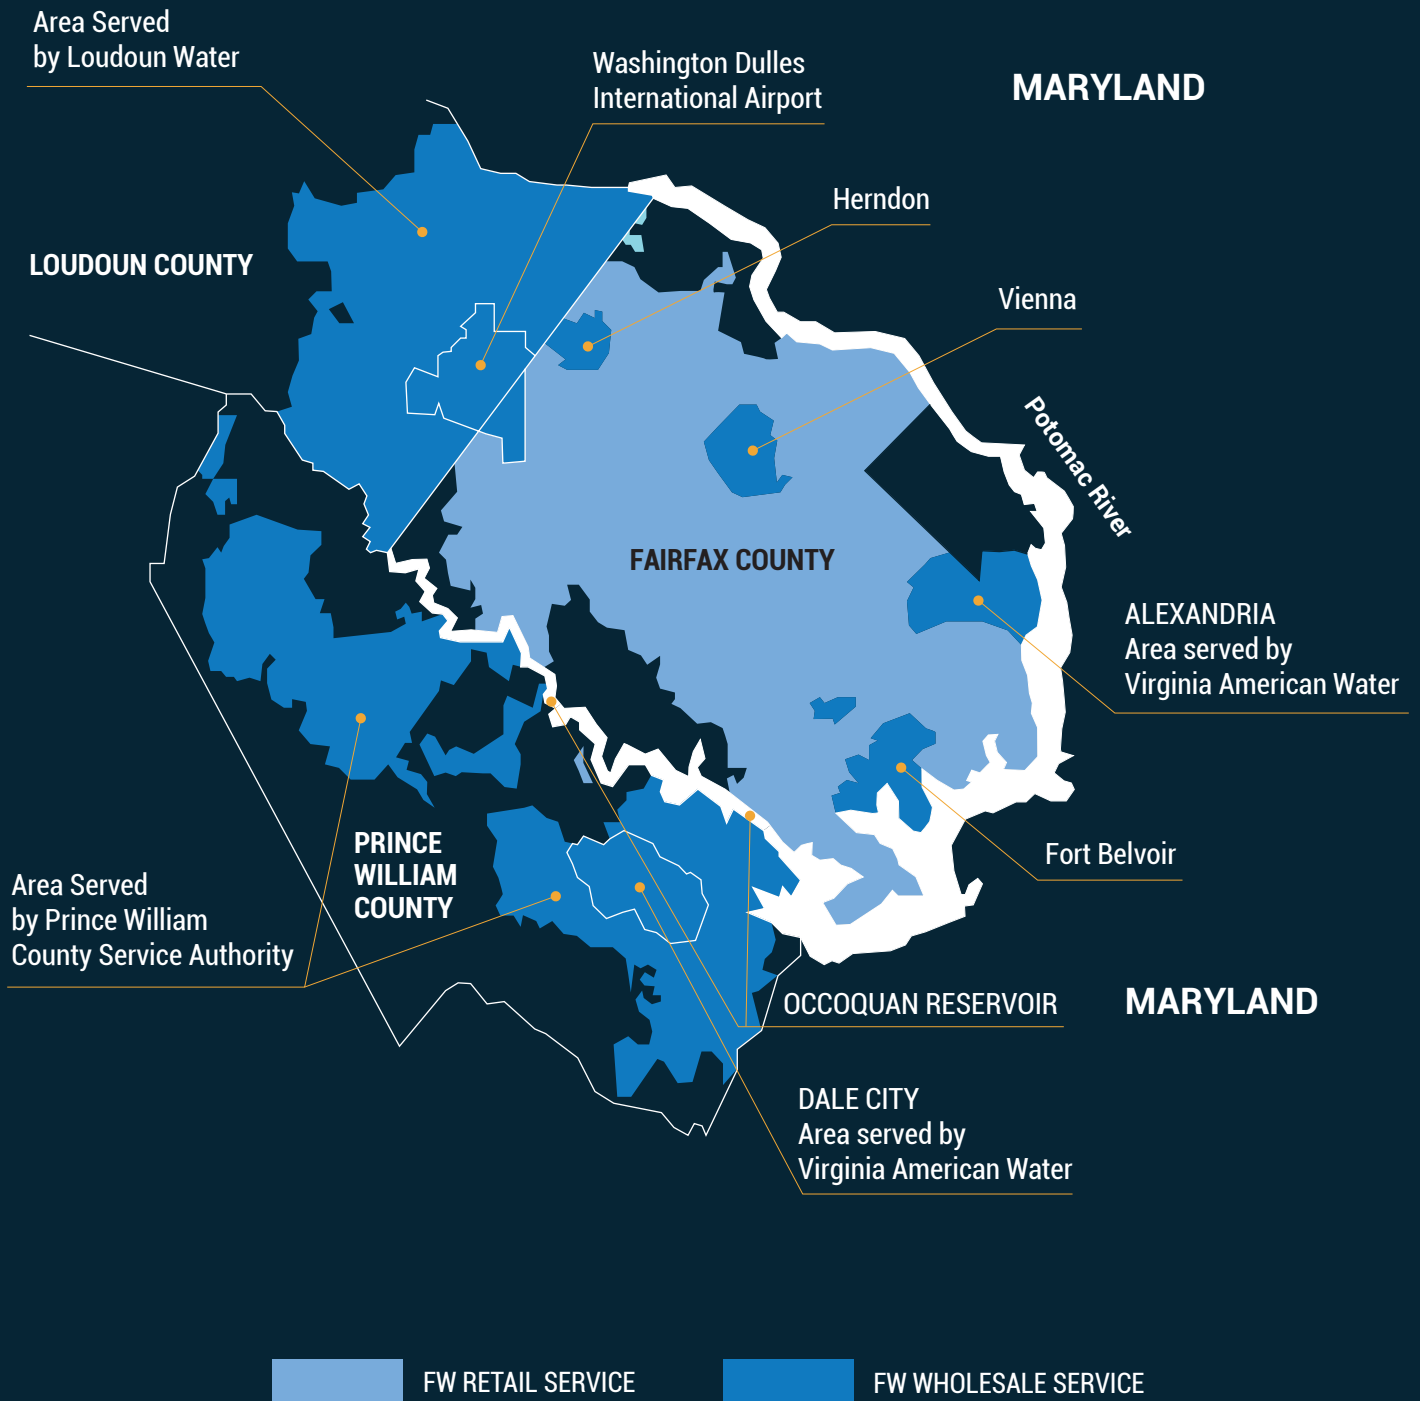 Area Served
by Loudoun Water
Washington Dulles
International Airport
MARYLAND
Herndon
LOUDOUN COUNTY
Vienna
Potomac River
FAIRFAX COUNTY
ALEXANDRIA
Area served by
Virginia American Water
PRINCE
WILLIAM
COUNTY
Fort Belvoir
Area Served
by Prince William
County Service Authority
OCCOQUAN RESERVOIR
MARYLAND
DALE CITY
Area served by
Virginia American Water
FW RETAIL SERVICE
FW WHOLESALE SERVICE